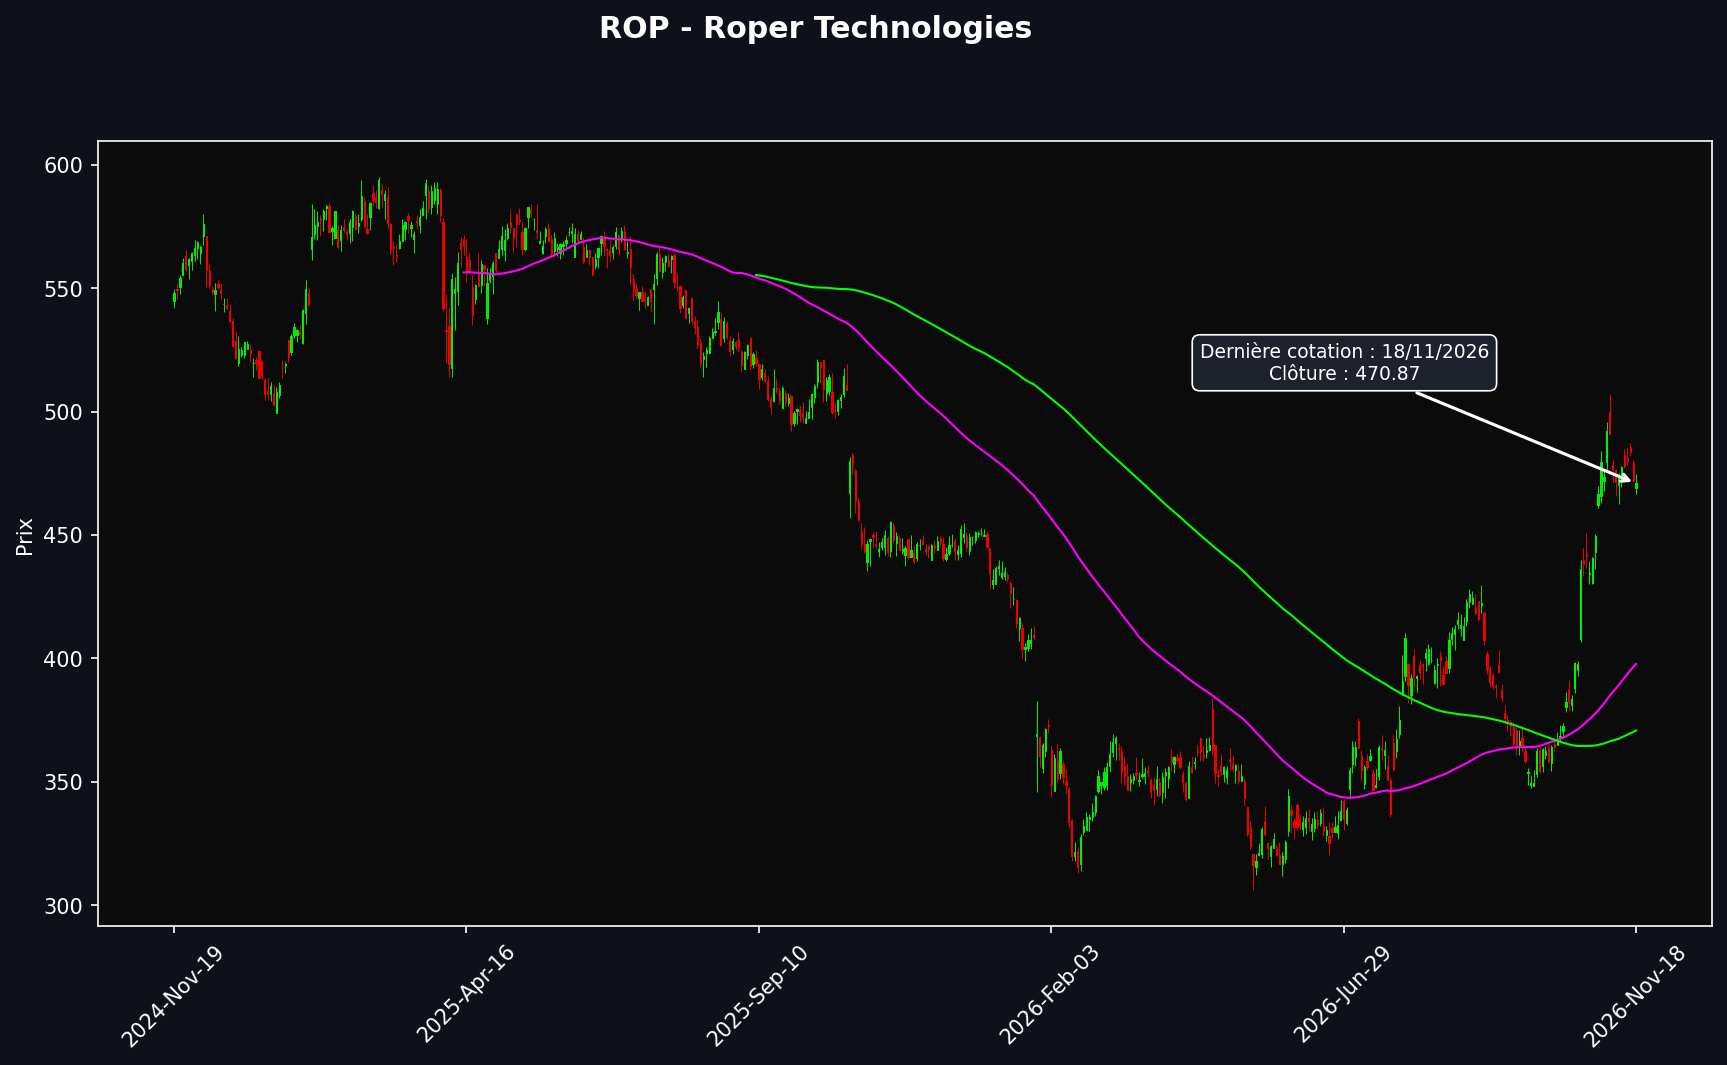 ROP - Roper Technologies
600
550
500
450
400
350
300
Prix
Dernière cotation : 18/11/2026
Clôture : 470.87
2024-Nov-19
2025-Apr-16
2025-Sep-10
2026-Feb-03
2026-Jun-29
2026-Nov-18